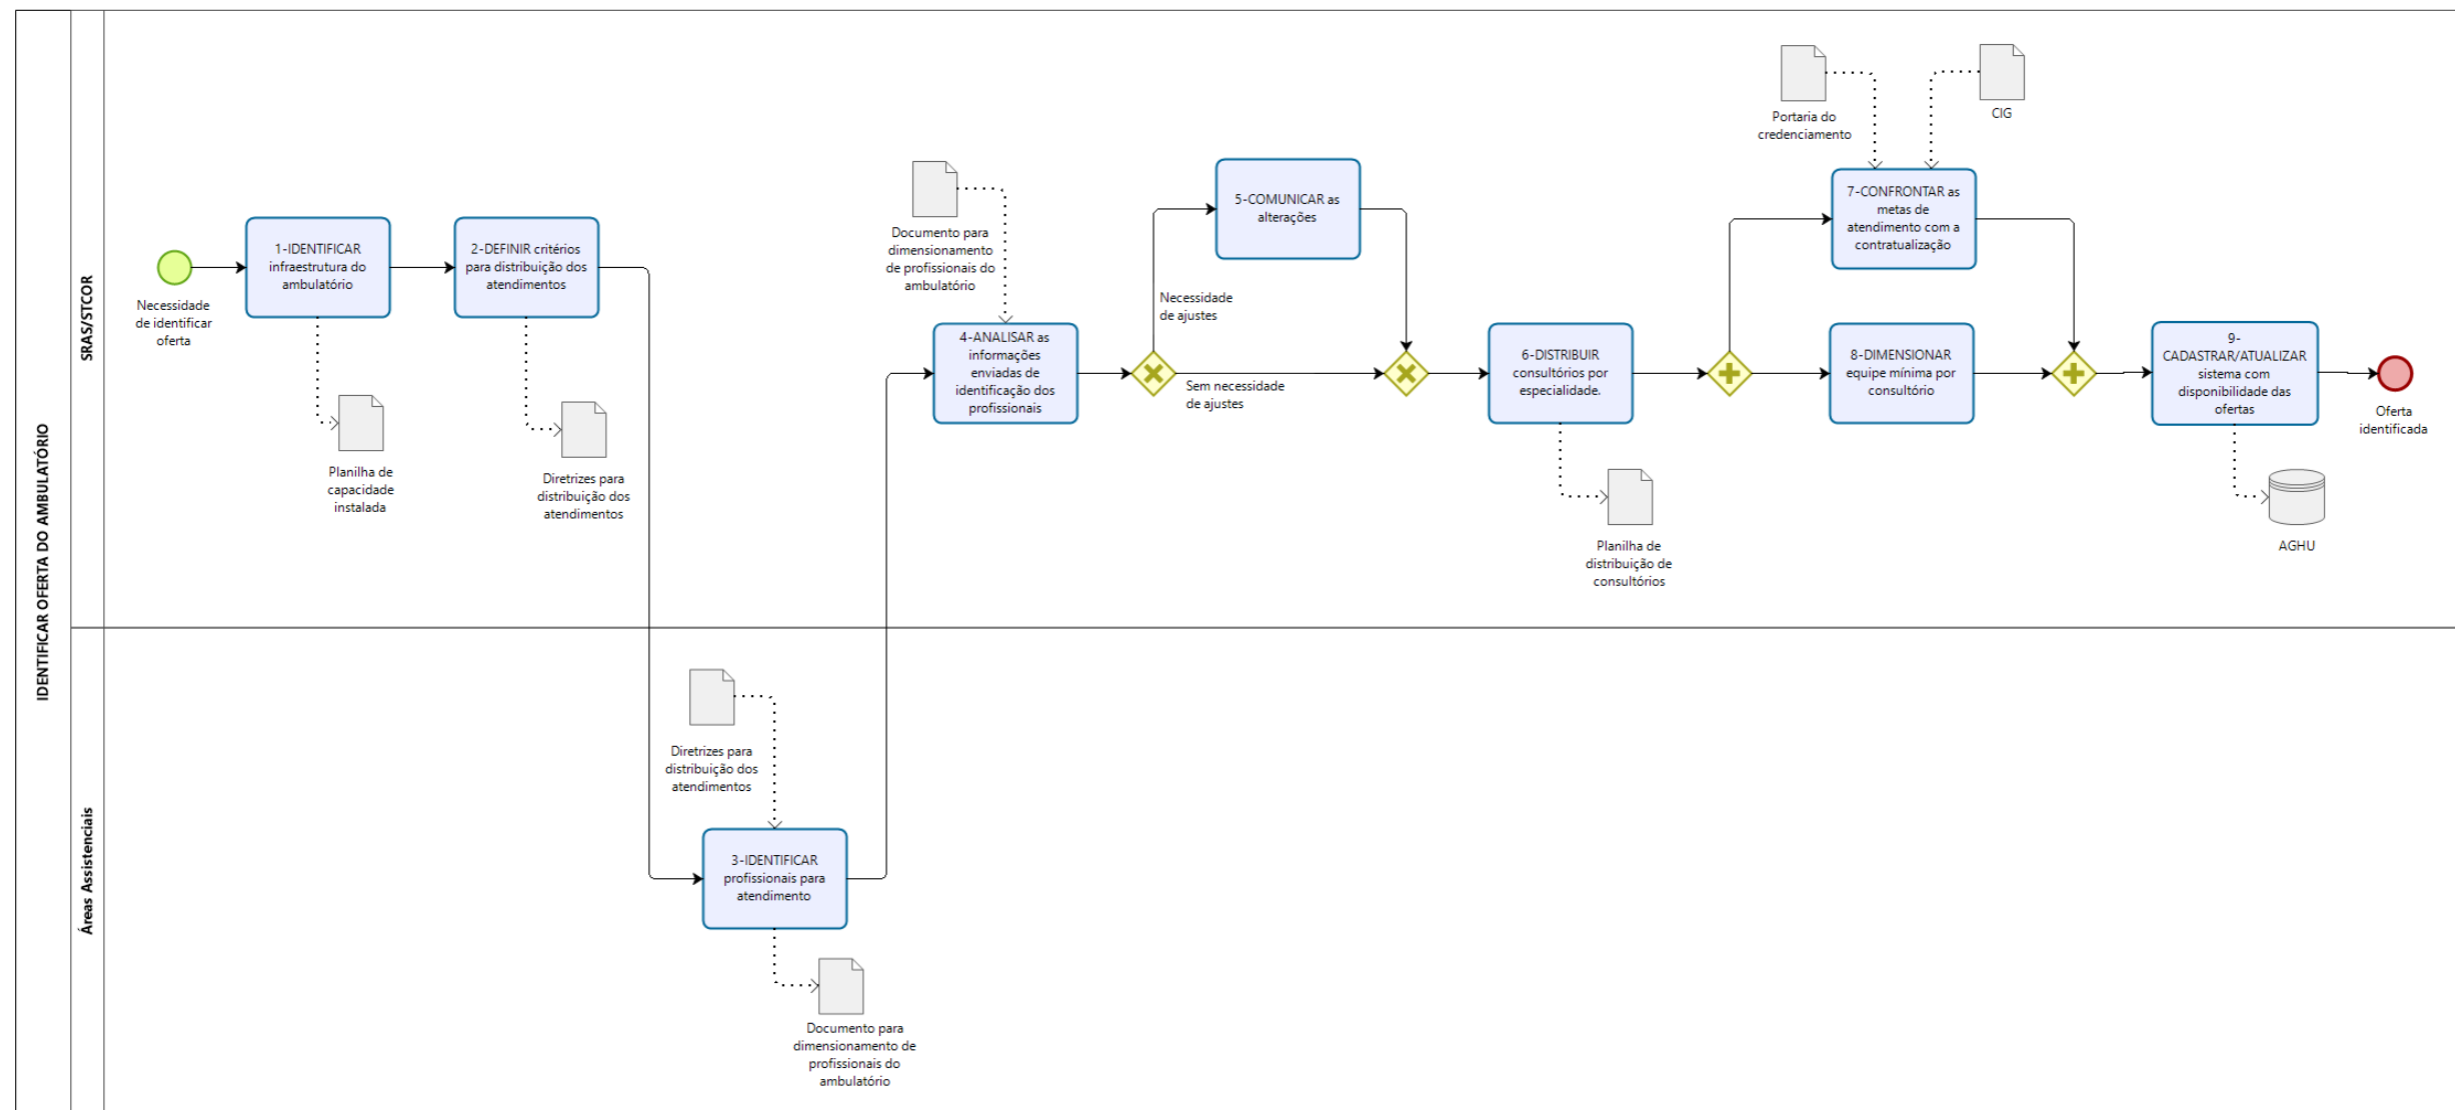 IDENTIFICAR OFERTA DO AMBULATÓRIO
SRAS/STCOR
Necessidade
de identificar
oferta
1-IDENTIFICAR
infraestrutura do
ambulatório
Planilha de
capacidade
instalada
2-DEFINIR critérios
para distribuição dos
atendimentos
Diretrizes para
distribuição dos
atendimentos
Documento para
dimensionamento
de profissionais do
ambulatório
4-ANALISAR as
informações
enviadas de
identificação dos
profissionais
Necessidade
de ajustes
Sem necessidade
de ajustes
5-COMUNICAR as
alterações
6-DISTRIBUIR
consultórios por
especialidade.
Planilha de
distribuição de
consultórios
Portaria do
credenciamento
CIG
7-CONFRONTAR as
metas de
atendimento com a
contratualização
8-DIMENSIONAR
equipe mínima por
consultório
9-
CADASTRAR/ATUALIZAR
sistema com
disponibilidade das
ofertas
AGHU
Oferta
identificada
Áreas Assistenciais
Diretrizes para
distribuição dos
atendimentos
3-IDENTIFICAR
profissionais para
atendimento
Documento para
dimensionamento de
profissionais do
ambulatório